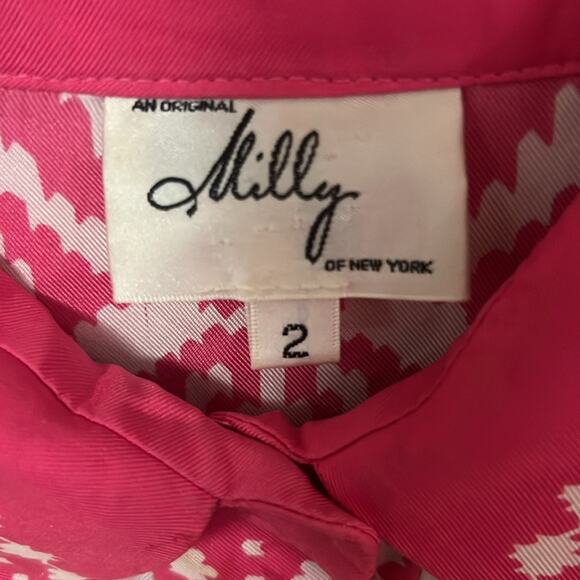 AN ORIGINAL
Milly
OF NEW YORK
2